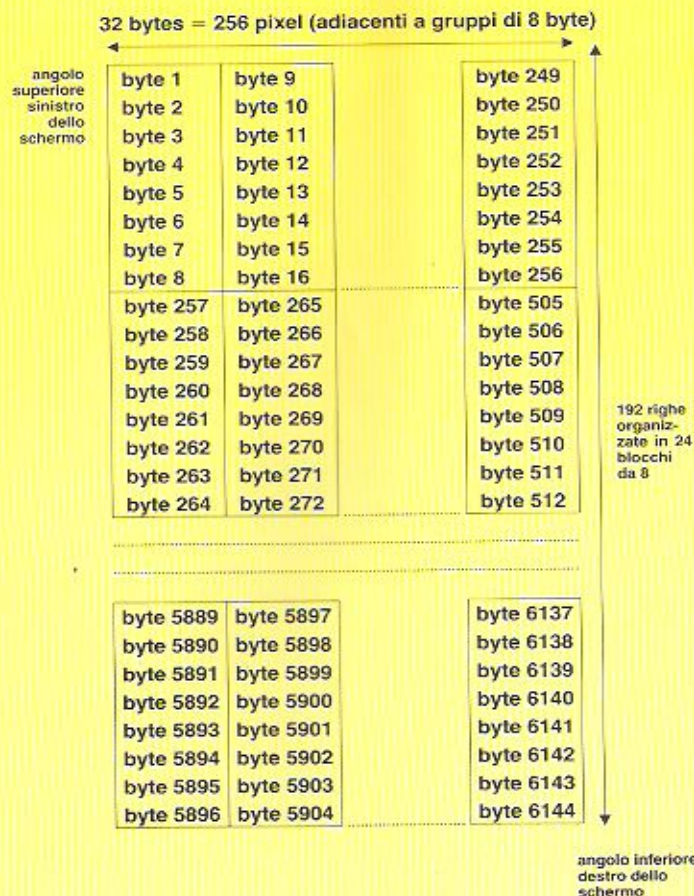 32 bytes = 256 pixel (adiacenti a gruppi di 8 byte)
angolo
superiore
sinistro
dello
schermo
byte 1 byte 9 byte 249
byte 2 byte 10 byte 250
byte 3 byte 11 byte 251
byte 4 byte 12 byte 252
byte 5 byte 13 byte 253
byte 6 byte 14 byte 254
byte 7 byte 15 byte 255
byte 8 byte 16 byte 256
byte 257 byte 265 byte 505
byte 258 byte 266 byte 506
byte 259 byte 267 byte 507
byte 260 byte 268 byte 508
byte 261 byte 269 byte 509
byte 262 byte 270 byte 510
byte 263 byte 271 byte 511
byte 264 byte 272 byte 512
192 righe
organiz-
zate in 24
blocchi
da 8
byte 5889 byte 5897 byte 6137
byte 5890 byte 5898 byte 6138
byte 5891 byte 5899 byte 6139
byte 5892 byte 5900 byte 6140
byte 5893 byte 5901 byte 6141
byte 5894 byte 5902 byte 6142
byte 5895 byte 5903 byte 6143
byte 5896 byte 5904 byte 6144
angolo inferiore
destro dello
schermo